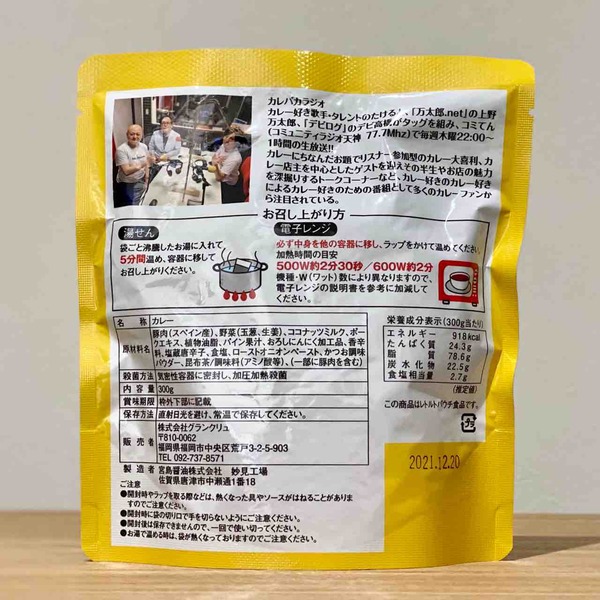 カレバカラジオ
カレー好き歌手・タレントのたける。、「万太郎.net」の上野
万太郎、「デビログ」のデビ高橋がタッグを組み、コミてん
(コミュニティラジオ天神 77.7Mhz)で毎週木曜22:00〜
1時間の生放送!!
カレーにちなんだお題でリスナー参加型のカレー大喜利、カ
レー店主を中心としたゲストを迎えその半生やお店の魅力
を深掘りするトークコーナーなど、カレー好きのカレー好き
によるカレー好きのための番組として多くのカレーファンか
ら注目されている。
お召し上がり方
湯せん
袋ごと沸騰したお湯に入れて
5分間温め、容器に移して
お召し上がりください。
電子レンジ
必ず中身を他の容器に移し、ラップをかけて温めてください。
加熱時間の目安
500W約2分30秒/600W約2分
機種・W(ワット)数により異なりますので、
電子レンジの説明書を参考に加減して
ください。
名称 カレー
原材料名 豚肉(スペイン産)、野菜(玉葱、生姜)、ココナッツミルク、ポー
クエキス、植物油脂、パイン果汁、おろしにんにく加工品、香辛
料、塩蔵唐辛子、食塩、ローストオニオンペースト、かつお調味
パウダー、昆布茶/調味料(アミノ酸等)、(一部に豚肉を含む)
殺菌方法 気密性容器に密封し、加圧加熱殺菌
内容量 300g
賞味期限 枠外下部に記載
保存方法 直射日光を避け、常温で保存してください。
販売者 株式会社グランクリュ
〒810-0062
福岡県福岡市中央区荒戸3-2-5-903
TEL 092-737-8571
製造者 宮島醤油株式会社 妙見工場
佐賀県唐津市中瀬通1番18
栄養成分表示(300g当たり)
エネルギー 918kcal
たんぱく質 24.3g
脂質 78.6g
炭水化物 22.5g
食塩相当量 2.7g
(推定値)
この商品はレトルトパウチ食品です。
プラ
2021.12.20
ご注意
●開封時やラップを取る際などは、熱くなった具やソースがはねることがありま
すのでご注意ください。
●開封時に袋の切り口で手を切らないようにご注意ください。
●開封後は保存できませんので、一回で使い切ってください。
●お湯で温める時は、袋が熱くなっておりますのでご注意ください。